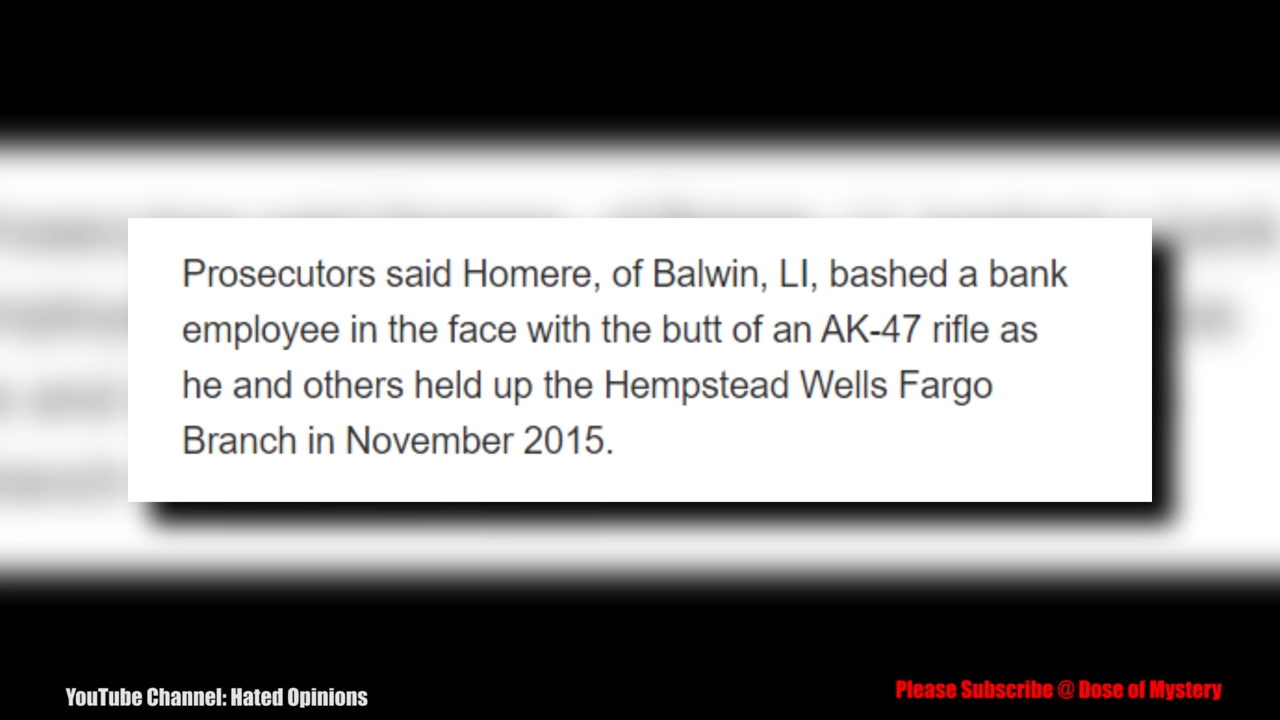 Prosecutors said Homere, of Balwin, LI, bashed a bank
employee in the face with the butt of an AK-47 rifle as
he and others held up the Hempstead Wells Fargo
Branch in November 2015.
YouTube Channel: Hated Opinions
Please Subscribe @ Dose of Mystery